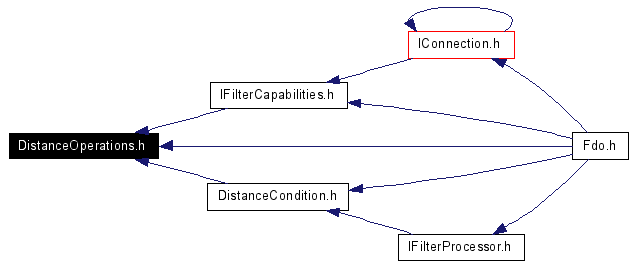 IConnection.h
IFilterCapabilities.h
DistanceOperations.h
Fdo.h
DistanceCondition.h
IFilterProcessor.h